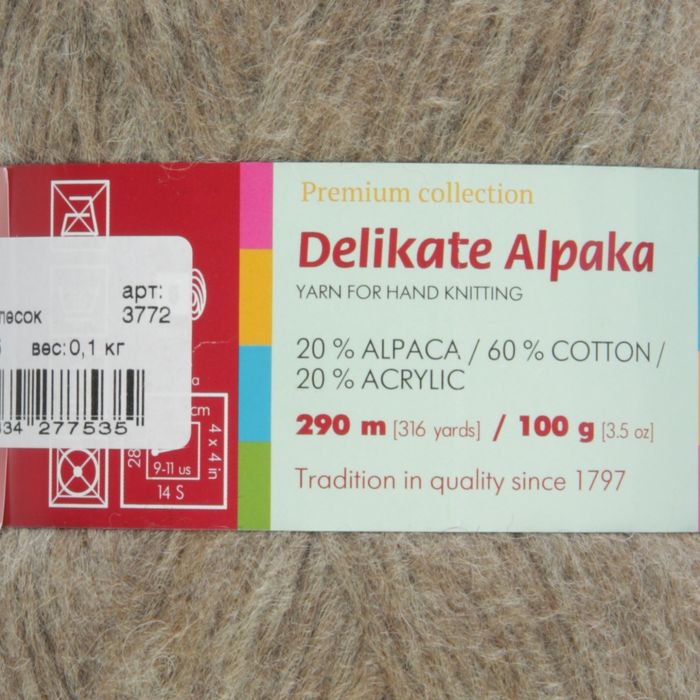 Premium collection
Delikate Alpaka
YARN FOR HAND KNITTING
20 % ALPACA / 60 % COTTON /
20 % ACRYLIC
290 m [316 yards] / 100 g [3.5 oz]
Tradition in quality since 1797
арт:
песок 3772
вес:0,1 кг
277535
cm
4 x 4 in
28
9-11 us
14 S